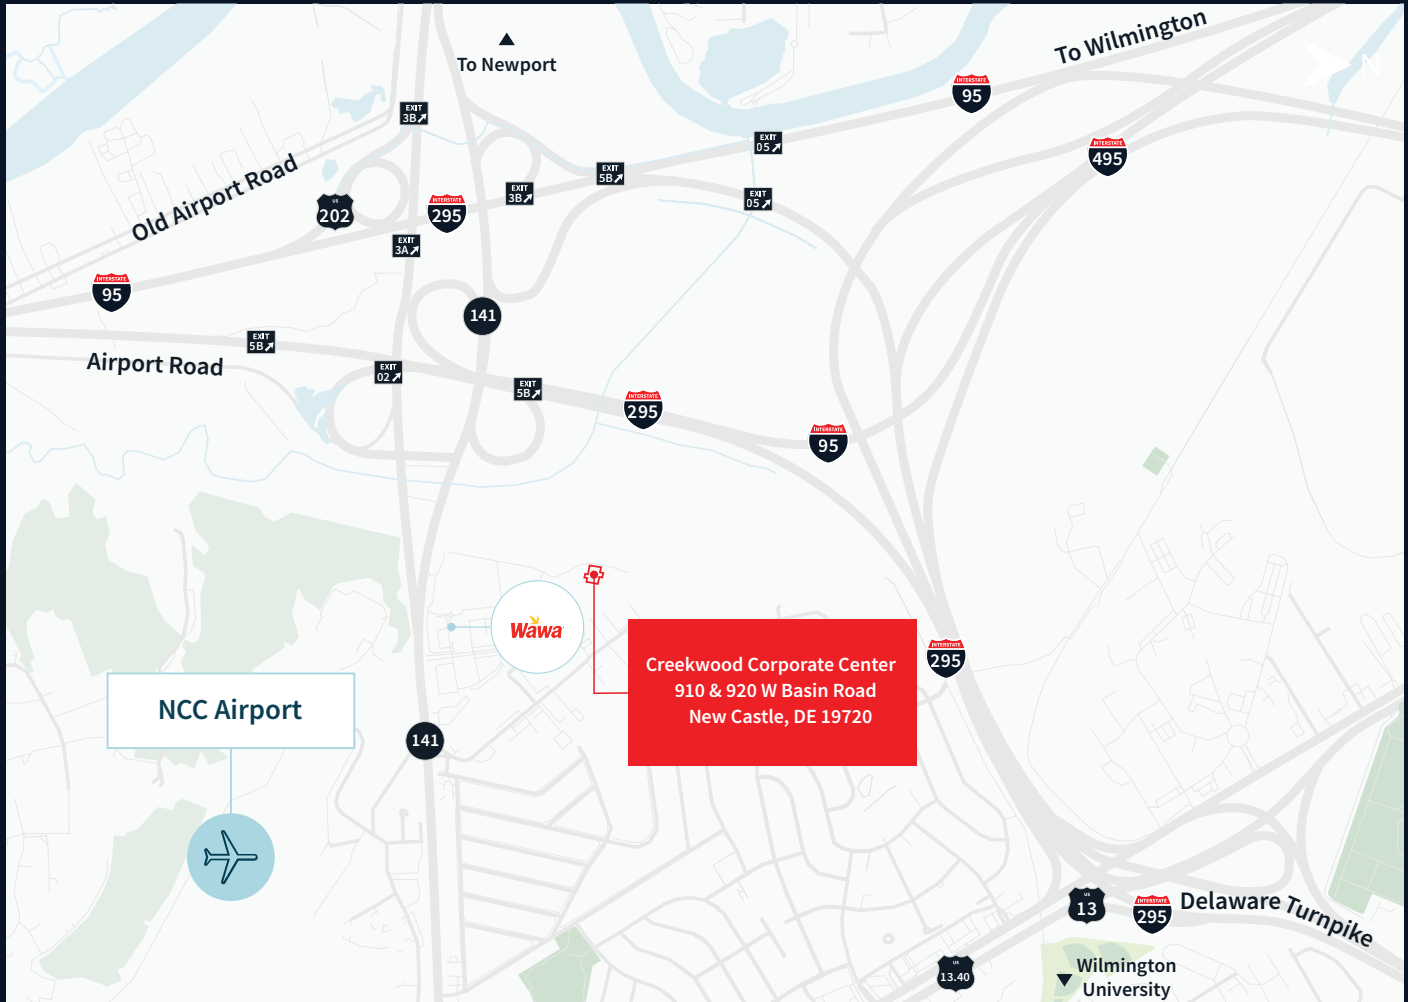 To Newport
To Wilmington
N
INTERSTATE
95
EXIT
3B
EXIT
05
INTERSTATE
495
Old Airport Road
EXIT
5B
EXIT
3B
EXIT
05
US
202
INTERSTATE
295
EXIT
3A
INTERSTATE
95
141
EXIT
5B
Airport Road
EXIT
02
EXIT
5B
INTERSTATE
295
INTERSTATE
95
Wawa
Creekwood Corporate Center
910 & 920 W Basin Road
New Castle, DE 19720
INTERSTATE
295
NCC Airport
141
US
13
INTERSTATE
295
Delaware Turnpike
US
13.40
Wilmington
University